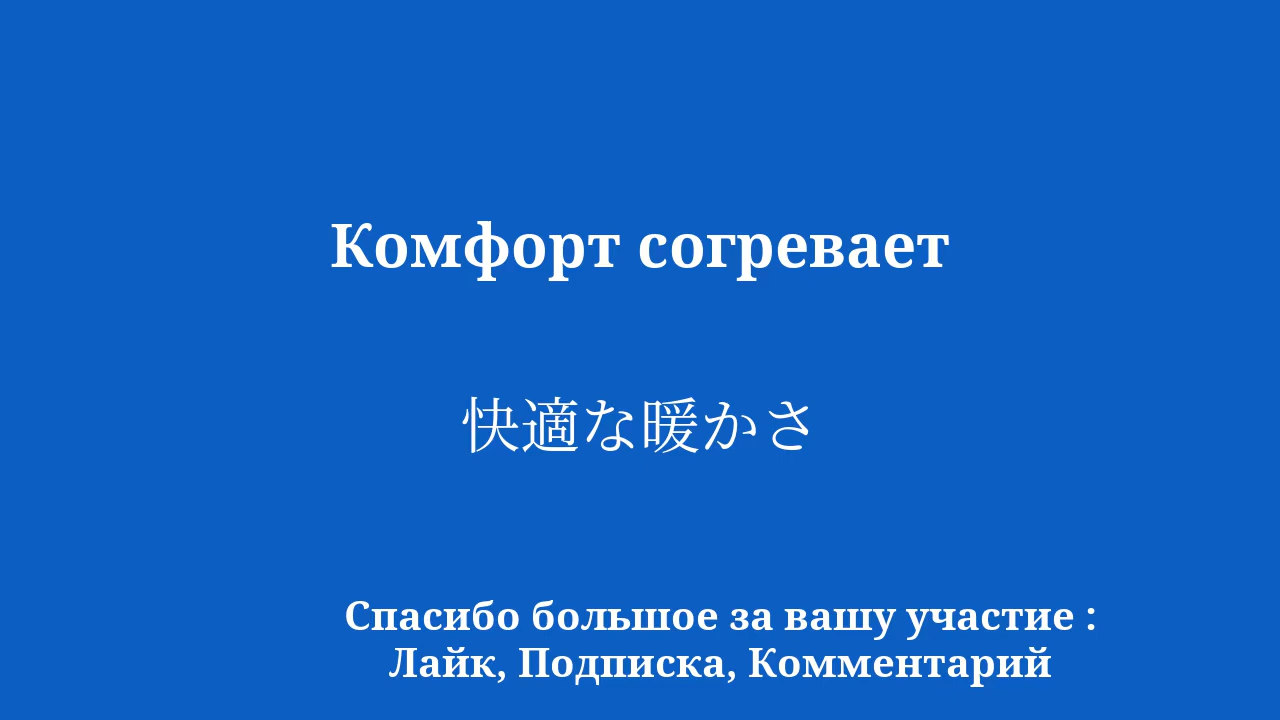 Комфорт согревает
快適な暖かさ
Спасибо большое за вашу участие :
Лайк, Подписка, Комментарий